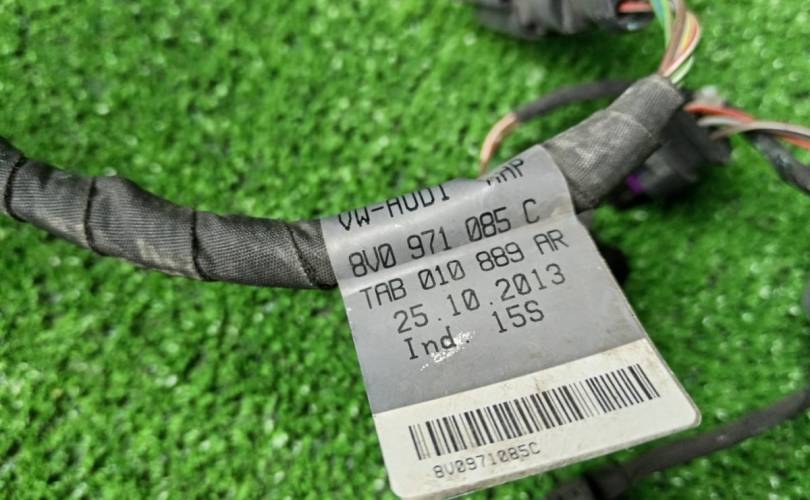 VW-AUDI
8V0 971 085 C
TAB 010 889 AR
25.10.2013
Ind. 15S
8V0971085C